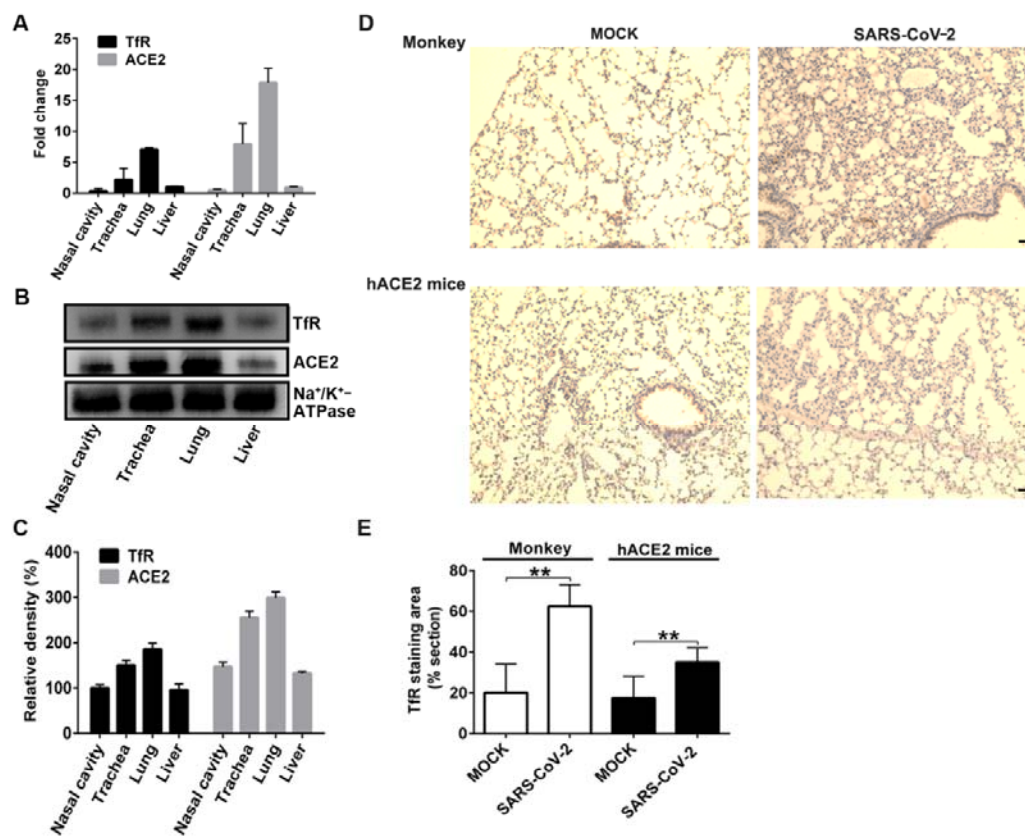 A
TfR
ACE2
Fold change
25
20
15
10
5
0
Nasal cavity
Trachea
Lung
Liver
Nasal cavity
Trachea
Lung
Liver
B
TfR
ACE2
Na⁺/K⁺–
ATPase
Nasal cavity
Trachea
Lung
Liver
C
TfR
ACE2
Relative density (%)
400
300
200
100
0
Nasal cavity
Trachea
Lung
Liver
Nasal cavity
Trachea
Lung
Liver
D
MOCK
SARS-CoV-2
Monkey
hACE2 mice
E
Monkey
hACE2 mice
TfR staining area
(% section)
80
60
40
20
0
**
**
MOCK
SARS-CoV-2
MOCK
SARS-CoV-2